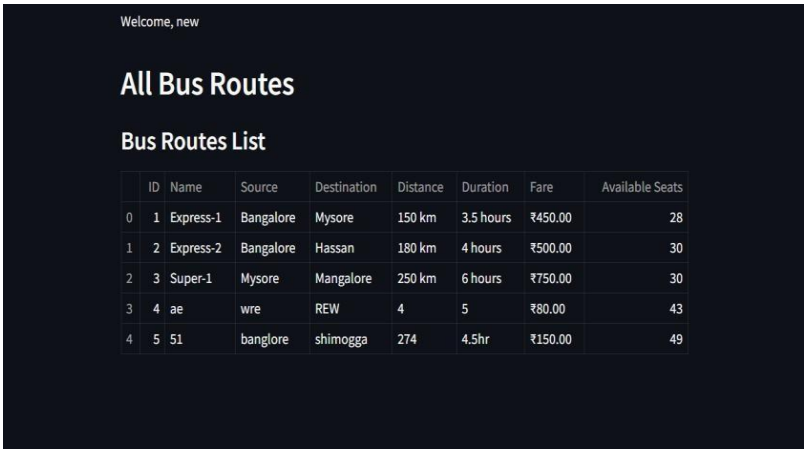 Welcome, new
All Bus Routes
Bus Routes List
ID Name Source Destination Distance Duration Fare Available Seats
0 1 Express-1 Bangalore Mysore 150 km 3.5 hours ₹450.00 28
1 2 Express-2 Bangalore Hassan 180 km 4 hours ₹500.00 30
2 3 Super-1 Mysore Mangalore 250 km 6 hours ₹750.00 30
3 4 ae wre REW 4 5 ₹80.00 43
4 5 51 banglore shimogga 274 4.5hr ₹150.00 49